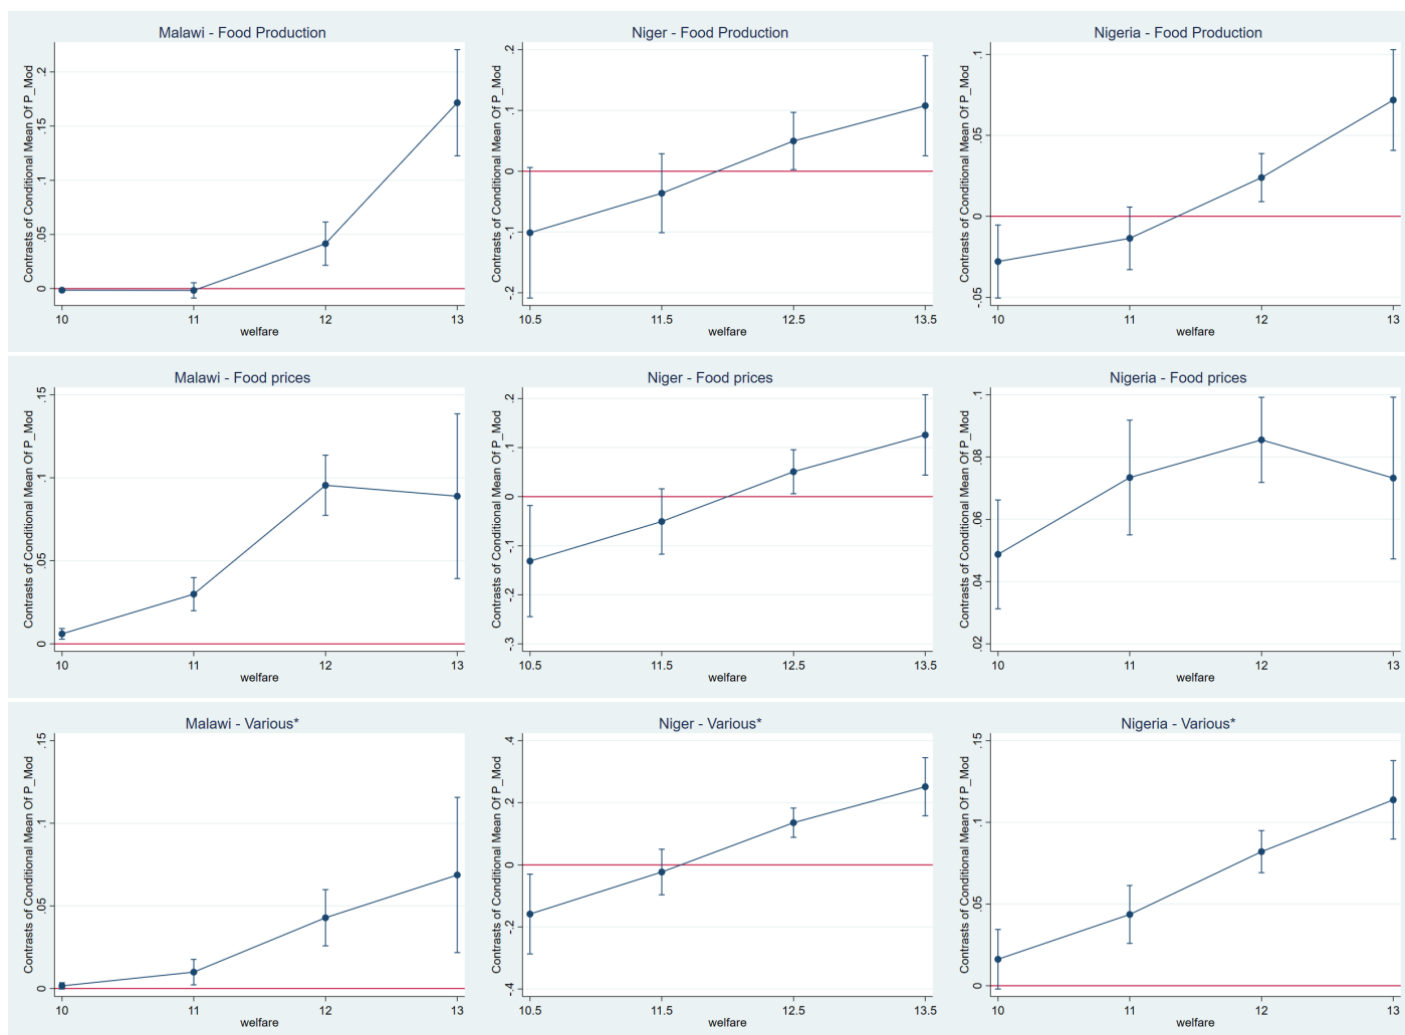 Malawi - Food Production
Contrasts of Conditional Mean Of P_Mod
.2
.15
.1
.05
0
10 11 12 13
welfare
Niger - Food Production
Contrasts of Conditional Mean Of P_Mod
.2
.1
0
-.1
-.2
10.5 11.5 12.5 13.5
welfare
Nigeria - Food Production
Contrasts of Conditional Mean Of P_Mod
.1
.05
0
-.05
10 11 12 13
welfare
Malawi - Food prices
Contrasts of Conditional Mean Of P_Mod
.15
.1
.05
0
10 11 12 13
welfare
Niger - Food prices
Contrasts of Conditional Mean Of P_Mod
.2
.1
0
-.1
-.2
-.3
10.5 11.5 12.5 13.5
welfare
Nigeria - Food prices
Contrasts of Conditional Mean Of P_Mod
.1
.08
.06
.04
.02
10 11 12 13
welfare
Malawi - Various*
Contrasts of Conditional Mean Of P_Mod
.15
.1
.05
0
10 11 12 13
welfare
Niger - Various*
Contrasts of Conditional Mean Of P_Mod
.4
.2
0
-.2
-.4
10.5 11.5 12.5 13.5
welfare
Nigeria - Various*
Contrasts of Conditional Mean Of P_Mod
.15
.1
.05
0
10 11 12 13
welfare